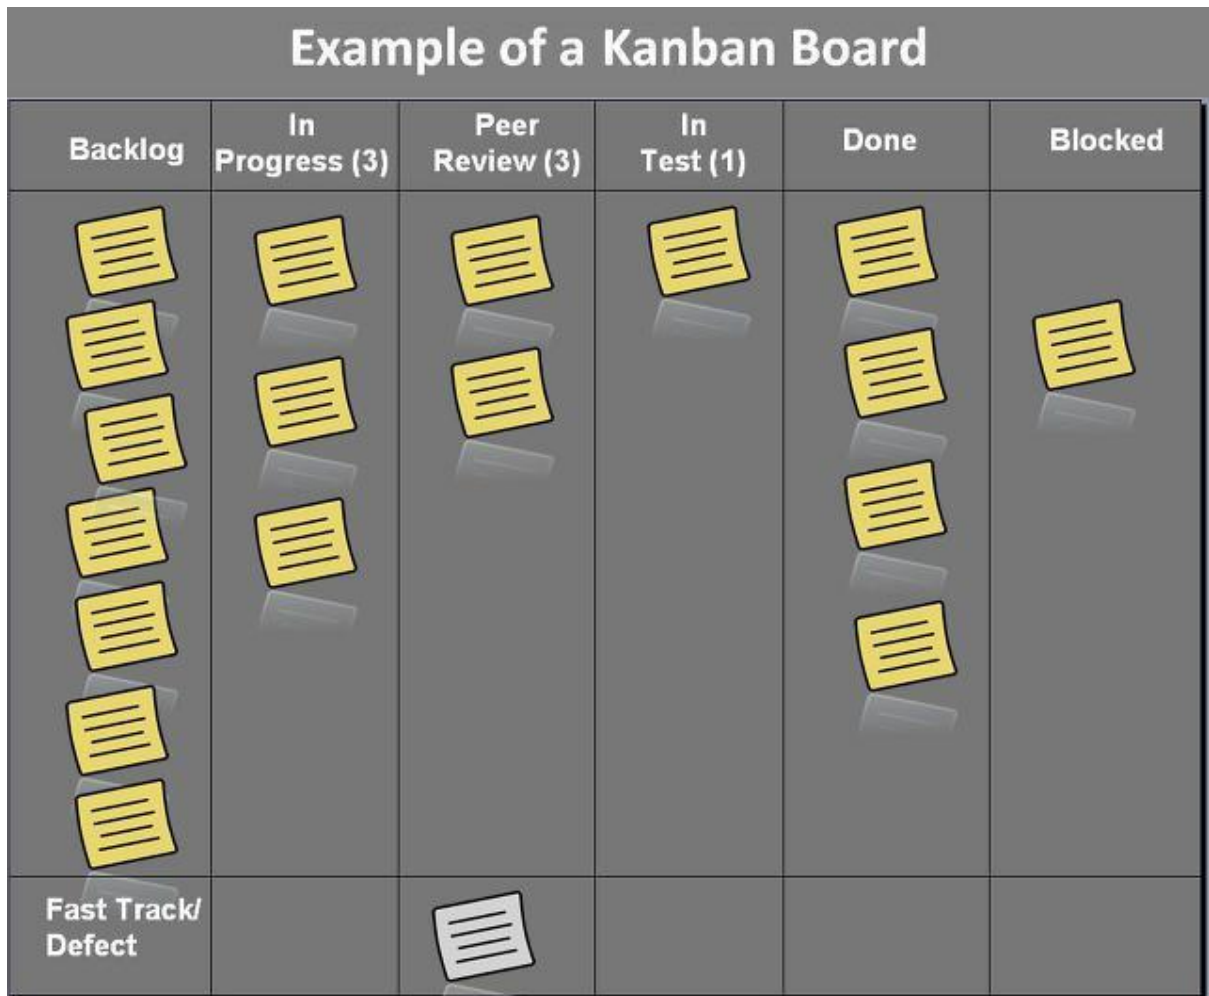 Example of a Kanban Board
Backlog
In
Progress (3)
Peer
Review (3)
In
Test (1)
Done
Blocked
Fast Track/
Defect